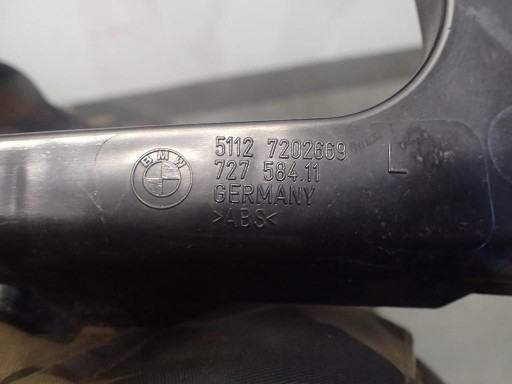 BMW
5112 7202669
L
727 584.11
GERMANY
>ABS<